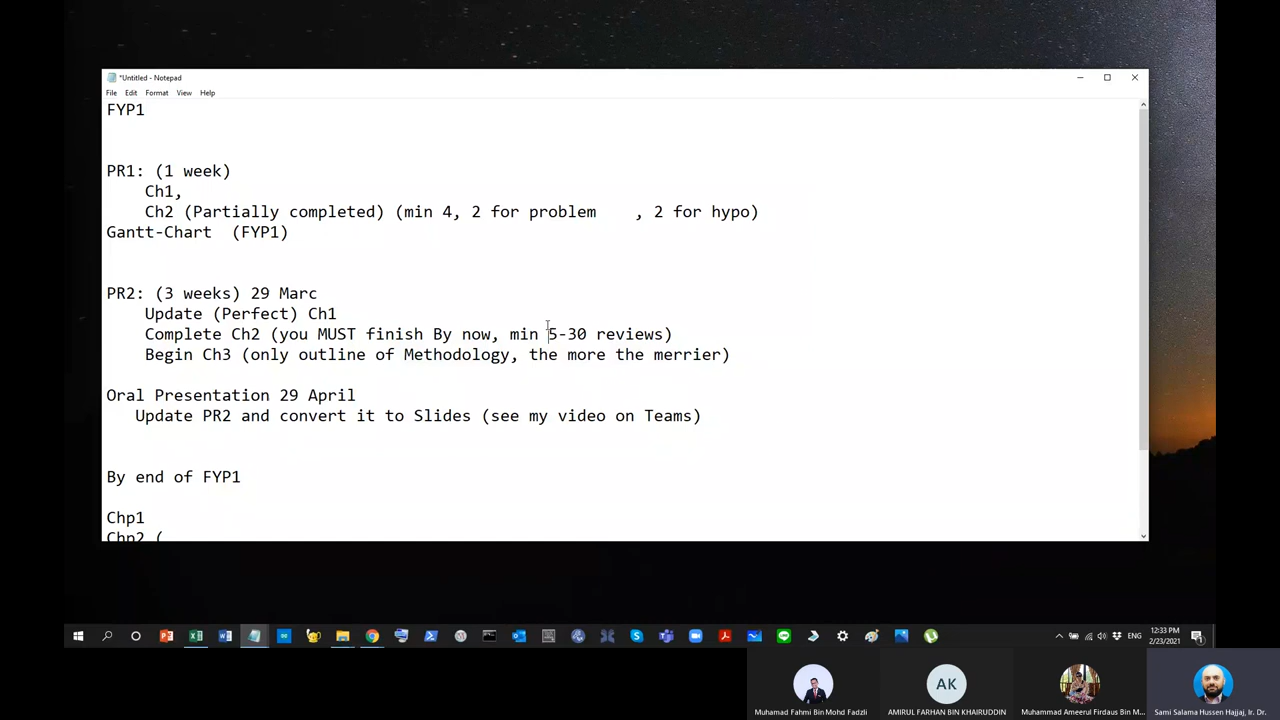 *Untitled - Notepad
File Edit Format View Help
FYP1
PR1: (1 week)
Ch1,
Ch2 (Partially completed) (min 4, 2 for problem , 2 for hypo)
Gantt-Chart (FYP1)
PR2: (3 weeks) 29 Marc
Update (Perfect) Ch1
Complete Ch2 (you MUST finish By now, min 5-30 reviews)
Begin Ch3 (only outline of Methodology, the more the merrier)
Oral Presentation 29 April
Update PR2 and convert it to Slides (see my video on Teams)
By end of FYP1
Chp1
Chp2 (
ENG
12:33 PM
2/23/2021
AK
Muhamad Fahmi Bin Mohd Fadzli
AMIRUL FARHAN BIN KHAIRUDDIN
Muhammad Ameerul Firdaus Bin M...
Sami Salama Hussen Hajjaj, Ir. Dr.